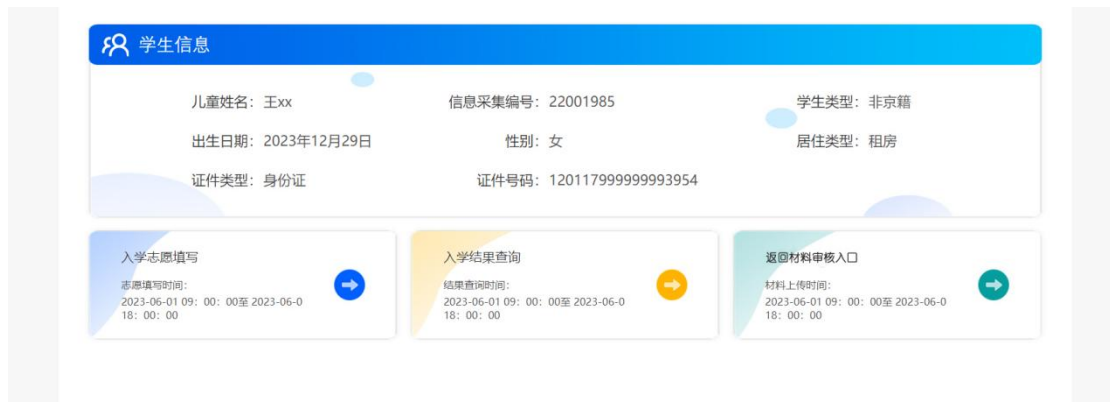 学生信息
儿童姓名：王xx 信息采集编号：22001985 学生类型：非京籍
出生日期：2023年12月29日 性别：女 居住类型：租房
证件类型：身份证 证件号码：120117999999993954
入学志愿填写
志愿填写时间：
2023-06-01 09：00：00至 2023-06-0
18：00：00
入学结果查询
结果查询时间：
2023-06-01 09：00：00至 2023-06-0
18：00：00
返回材料审核入口
材料上传时间：
2023-06-01 09：00：00至 2023-06-0
18：00：00